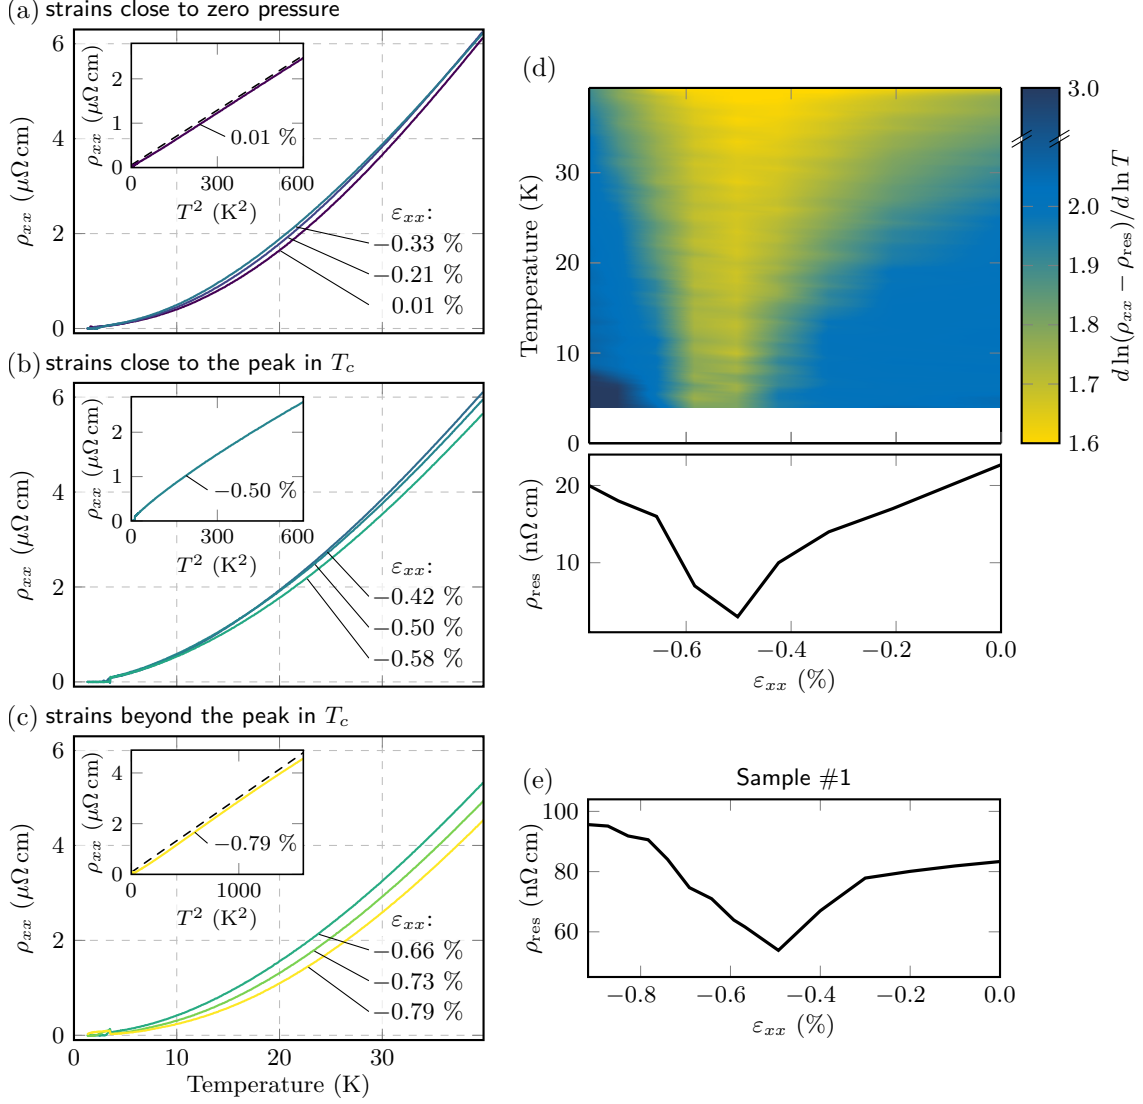 (a) strains close to zero pressure
6
4
2
0
ρxx (μΩ cm)
2
1
0
ρxx (μΩ cm)
0 300 600
T² (K²)
0.01 %
εxx:
−0.33 %
−0.21 %
0.01 %
(b) strains close to the peak in Tc
6
4
2
0
ρxx (μΩ cm)
2
1
0
ρxx (μΩ cm)
0 300 600
T² (K²)
−0.50 %
εxx:
−0.42 %
−0.50 %
−0.58 %
(c) strains beyond the peak in Tc
6
4
2
0
ρxx (μΩ cm)
4
2
0
ρxx (μΩ cm)
0 1000
T² (K²)
−0.79 %
εxx:
−0.66 %
−0.73 %
−0.79 %
0 10 20 30
Temperature (K)
(d)
30
20
10
0
Temperature (K)
3.0
2.0
1.9
1.8
1.7
1.6
d ln(ρxx − ρres)/d ln T
20
10
ρres (nΩ cm)
−0.6 −0.4 −0.2 0.0
εxx (%)
(e) Sample #1
100
80
60
ρres (nΩ cm)
−0.8 −0.6 −0.4 −0.2 0.0
εxx (%)